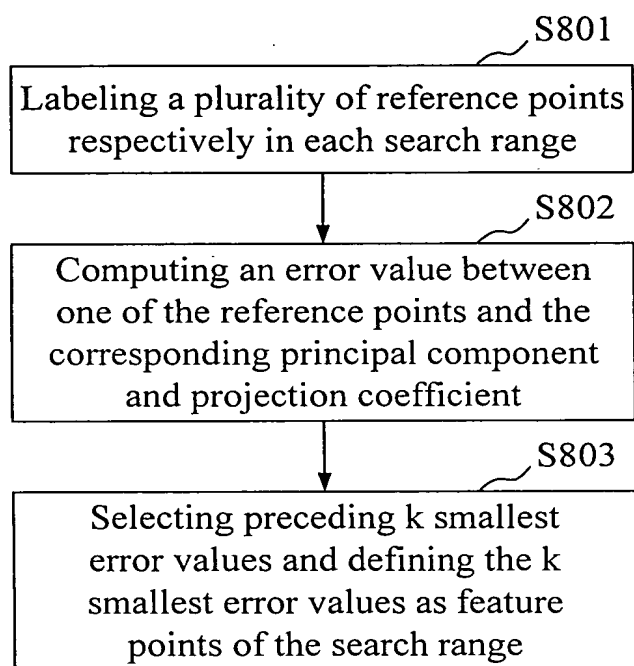 S801
Labeling a plurality of reference points
respectively in each search range
S802
Computing an error value between
one of the reference points and the
corresponding principal component
and projection coefficient
S803
Selecting preceding k smallest
error values and defining the k
smallest error values as feature
points of the search range